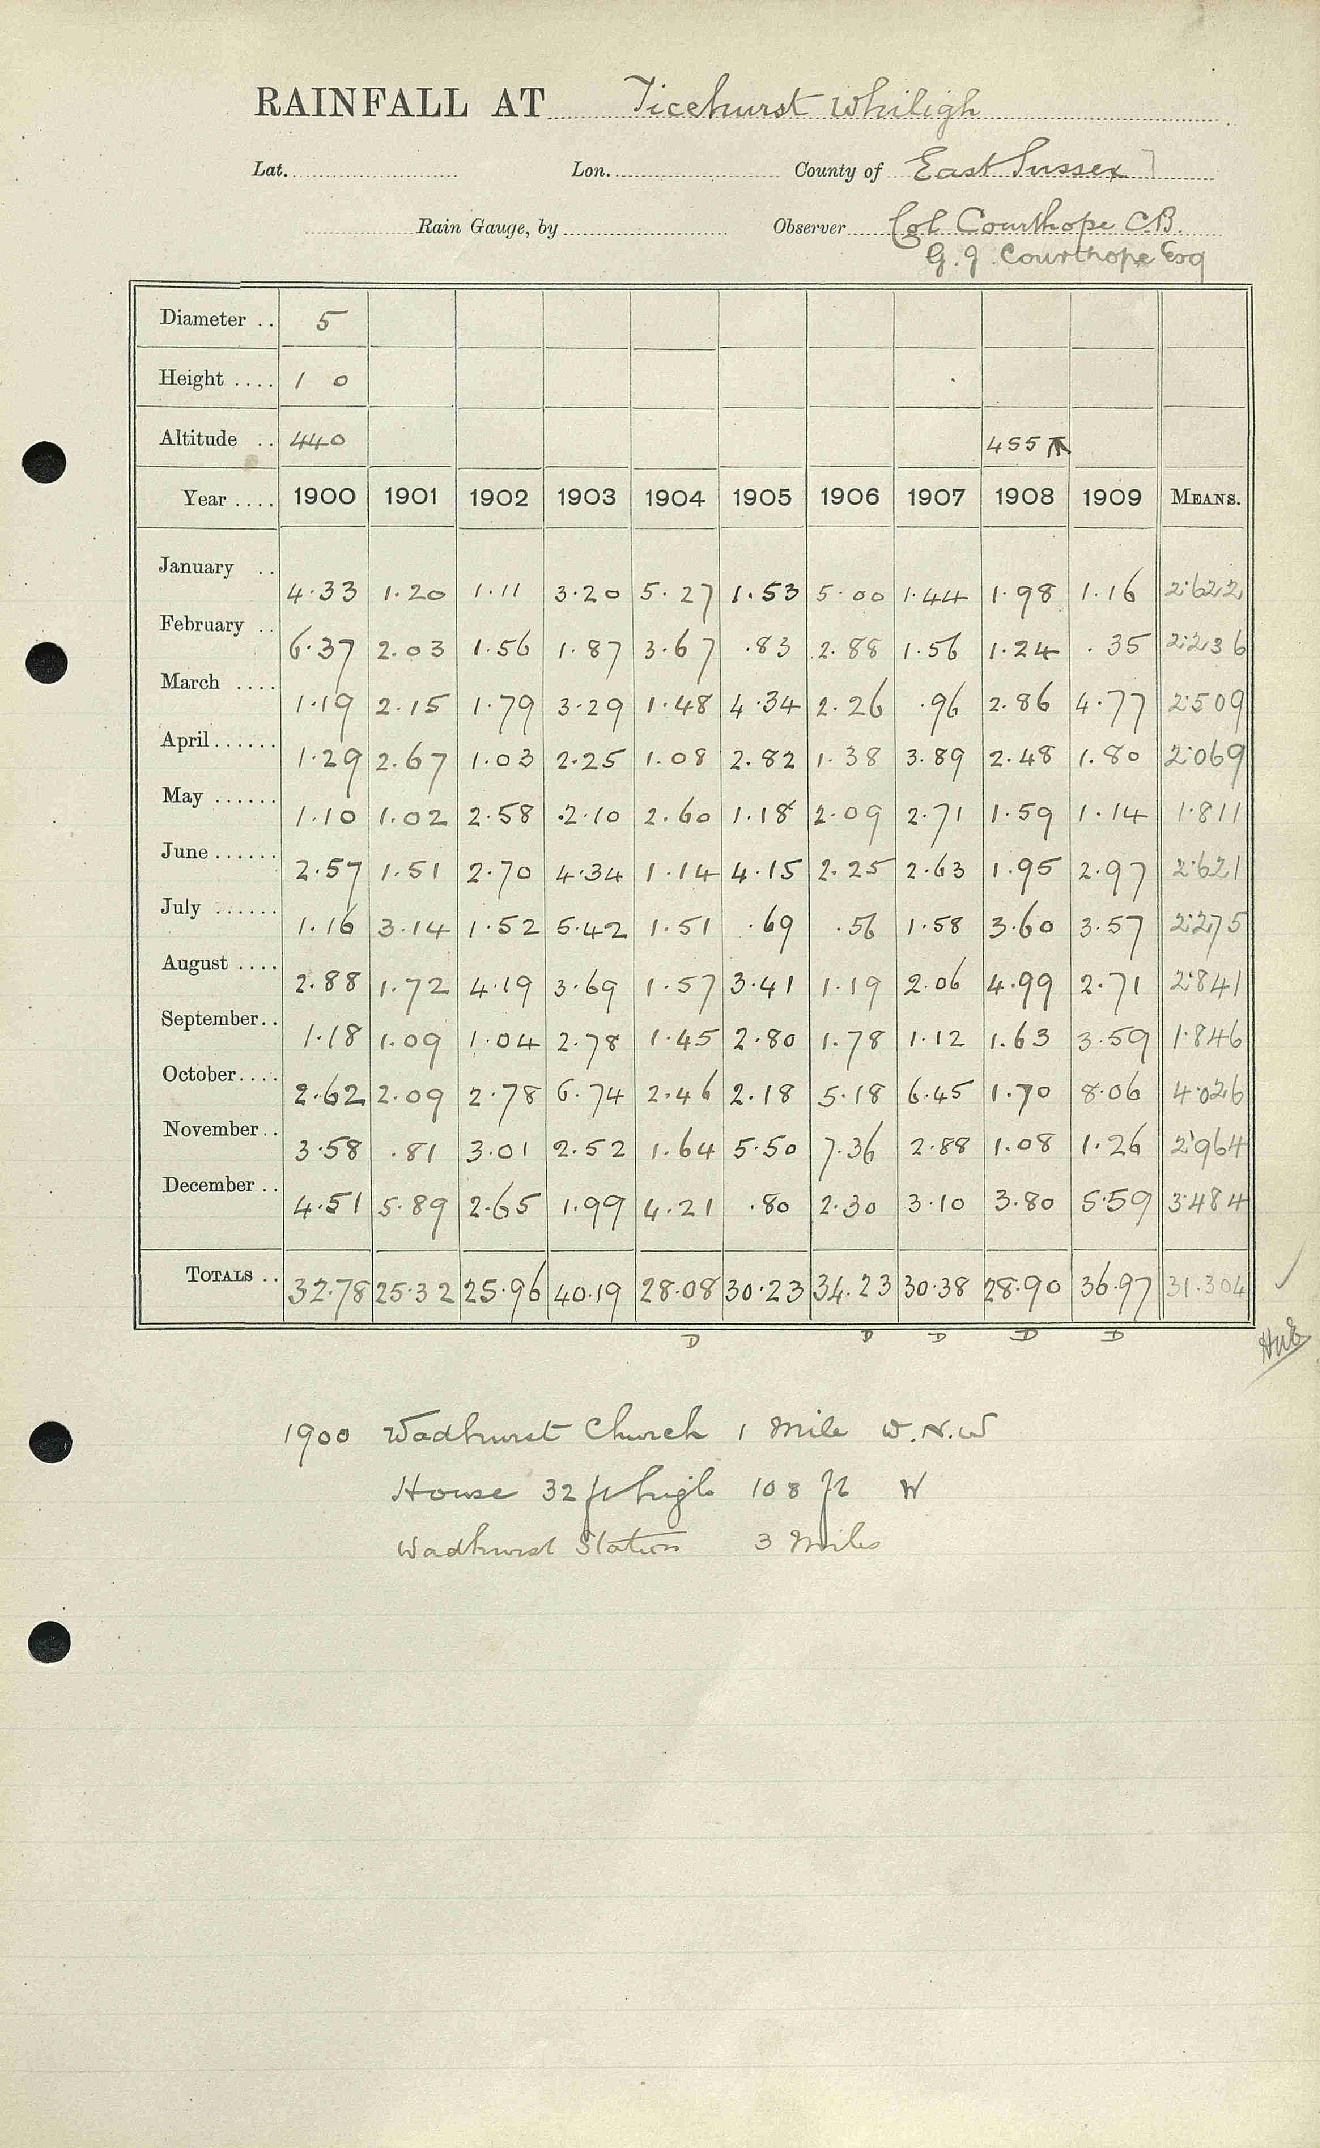 RAINFALL AT Ticehurst Whiligh
Lat. Lon. County of East Sussex
Rain Gauge, by Observer Col Courthope C.B.
G. J. Courthope Esq
Diameter .. 5
Height .... 1 0
Altitude .. 440 455
Year .... 1900 1901 1902 1903 1904 1905 1906 1907 1908 1909 MEANS.
January .. 4.33 1.20 1.11 3.20 5.27 1.53 5.00 1.44 1.98 1.16 2.622
February .. 6.37 2.03 1.56 1.87 3.67 .83 2.88 1.56 1.24 .35 2.236
March .... 1.19 2.15 1.79 3.29 1.48 4.34 2.26 .96 2.86 4.77 2.509
April...... 1.29 2.67 1.03 2.25 1.08 2.82 1.38 3.89 2.48 1.80 2.069
May ...... 1.10 1.02 2.58 2.10 2.60 1.18 2.09 2.71 1.59 1.14 1.811
June...... 2.57 1.51 2.70 4.34 1.14 4.15 2.25 2.63 1.95 2.97 2.621
July ...... 1.16 3.14 1.52 5.42 1.51 .69 .56 1.58 3.60 3.57 2.275
August .... 2.88 1.72 4.19 3.69 1.57 3.41 1.19 2.06 4.99 2.71 2.841
September.. 1.18 1.09 1.04 2.78 1.45 2.80 1.78 1.12 1.63 3.59 1.846
October.... 2.62 2.09 2.78 6.74 2.46 2.18 5.18 6.45 1.70 8.06 4.026
November.. 3.58 .81 3.01 2.52 1.64 5.50 7.36 2.88 1.08 1.26 2.964
December .. 4.51 5.89 2.65 1.99 4.21 .80 2.30 3.10 3.80 5.59 3.484
TOTALS .. 32.78 25.32 25.96 40.19 28.08 30.23 34.23 30.38 28.90 36.97 31.304
D D D D D
1900 Wadhurst Church 1 Mile W.N.W
House 32 ft high 108 ft W
Wadhurst Station 3 Miles